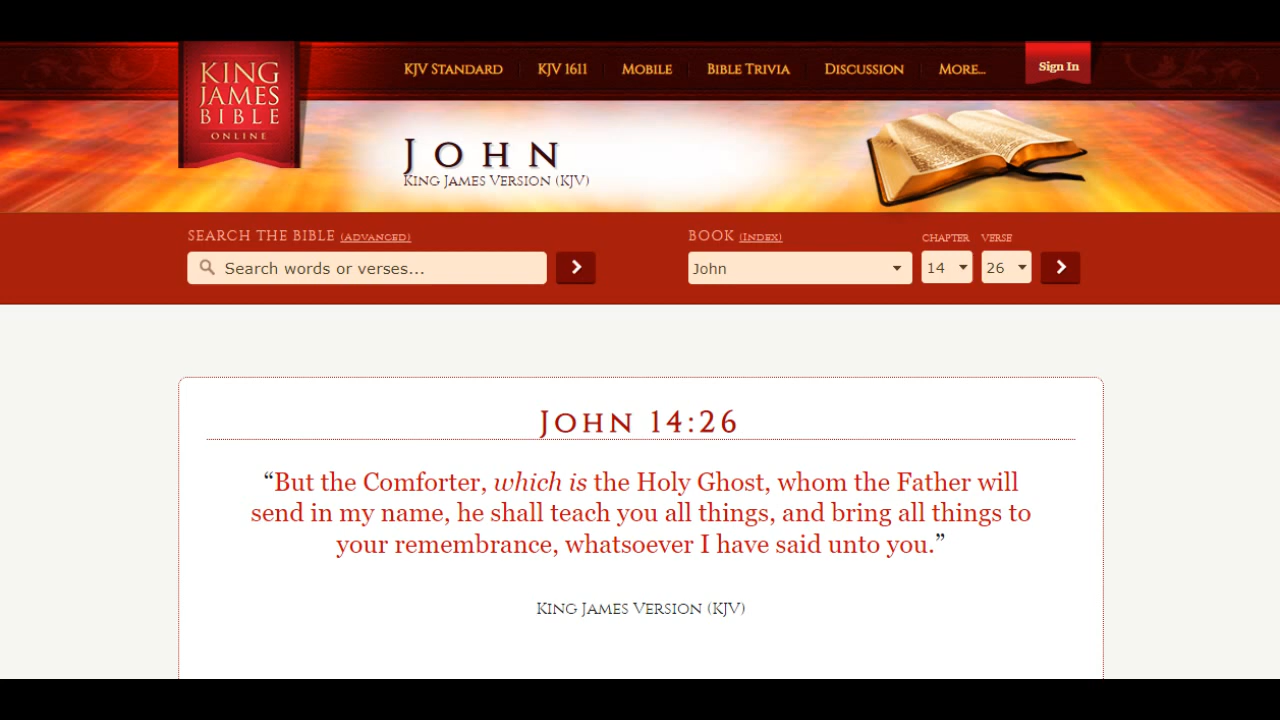 KING
JAMES
BIBLE
ONLINE
KJV STANDARD KJV 1611 MOBILE BIBLE TRIVIA DISCUSSION MORE... Sign In
JOHN
KING JAMES VERSION (KJV)
SEARCH THE BIBLE (ADVANCED) BOOK (INDEX) CHAPTER VERSE
Search words or verses... John 14 26
JOHN 14:26
“But the Comforter, which is the Holy Ghost, whom the Father will
send in my name, he shall teach you all things, and bring all things to
your remembrance, whatsoever I have said unto you.”
KING JAMES VERSION (KJV)